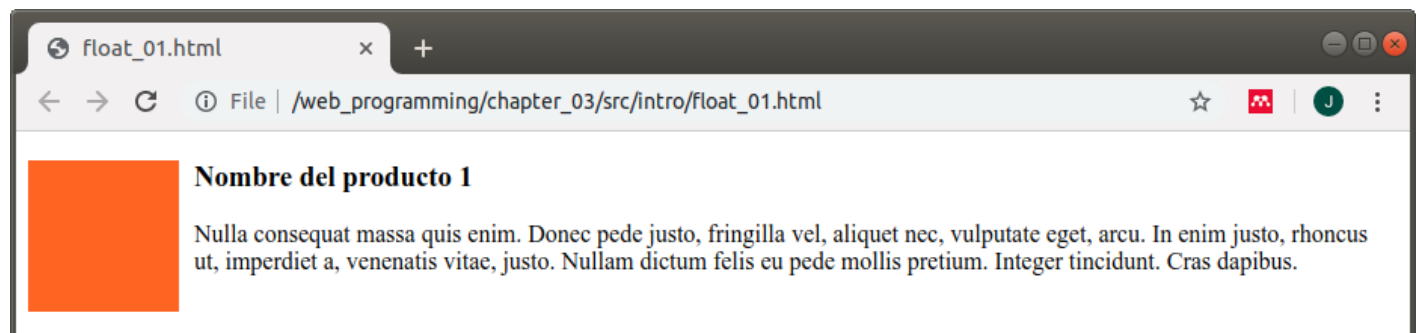 float_01.html
File | /web_programming/chapter_03/src/intro/float_01.html
J
Nombre del producto 1
Nulla consequat massa quis enim. Donec pede justo, fringilla vel, aliquet nec, vulputate eget, arcu. In enim justo, rhoncus
ut, imperdiet a, venenatis vitae, justo. Nullam dictum felis eu pede mollis pretium. Integer tincidunt. Cras dapibus.